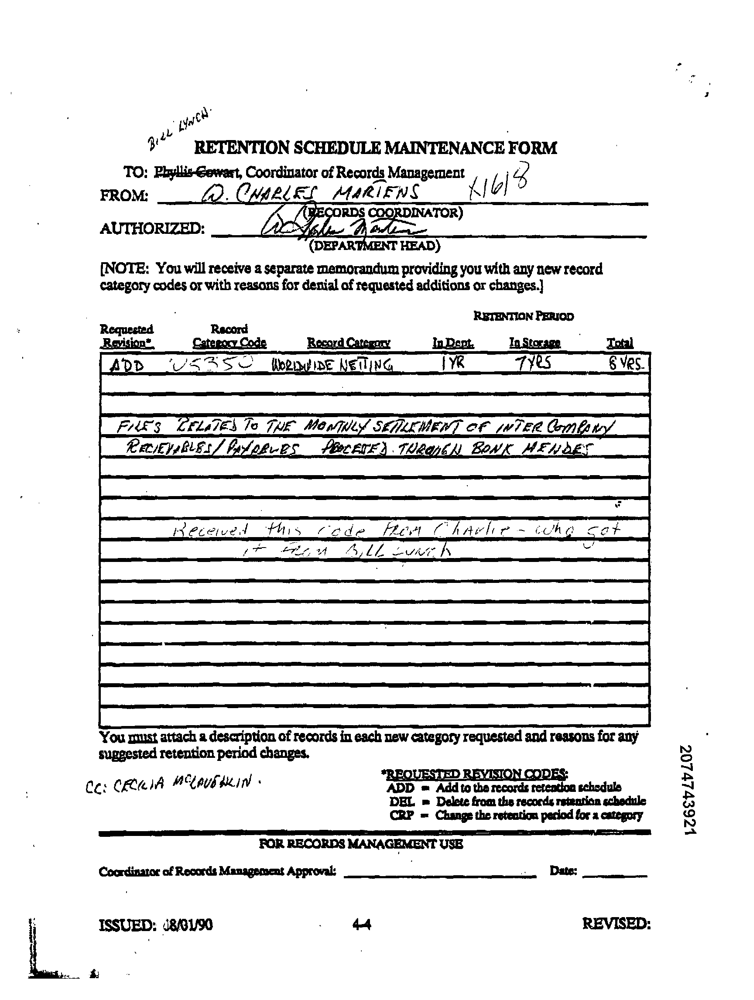 BILL LYNCH.
RETENTION SCHEDULE MAINTENANCE FORM
TO: Phyllis Gowart, Coordinator of Records Management
FROM: W. CHARLES MARTENS X1618
(RECORDS COORDINATOR)
AUTHORIZED:
(DEPARTMENT HEAD)
[NOTE: You will receive a separate memorandum providing you with any new record
category codes or with reasons for denial of requested additions or changes.]
RETENTION PERIOD
Requested Record
Revision* Category Code Record Category In Dept. In Storage Total
ADD US350 WORLDWIDE NETTING 1 YR 7 YRS 8 YRS.
FILES RELATED TO THE MONTHLY SETTLEMENT OF INTER COMPANY
RECIEVABLES/PAYABLES THROUGH BANK MENDES
Received this code from Charlie - who got
it from Bill Lynch
You must attach a description of records in each new category requested and reasons for any
suggested retention period changes.
CC: CECILIA MCLAUGHLIN.
*REQUESTED REVISION CODES:
ADD = Add to the records retention schedule
DEL = Delete from the records retention schedule
CRP = Change the retention period for a category
2074743921
FOR RECORDS MANAGEMENT USE
Coordinator of Records Management Approval: Date:
ISSUED: 08/01/90 4-4 REVISED: